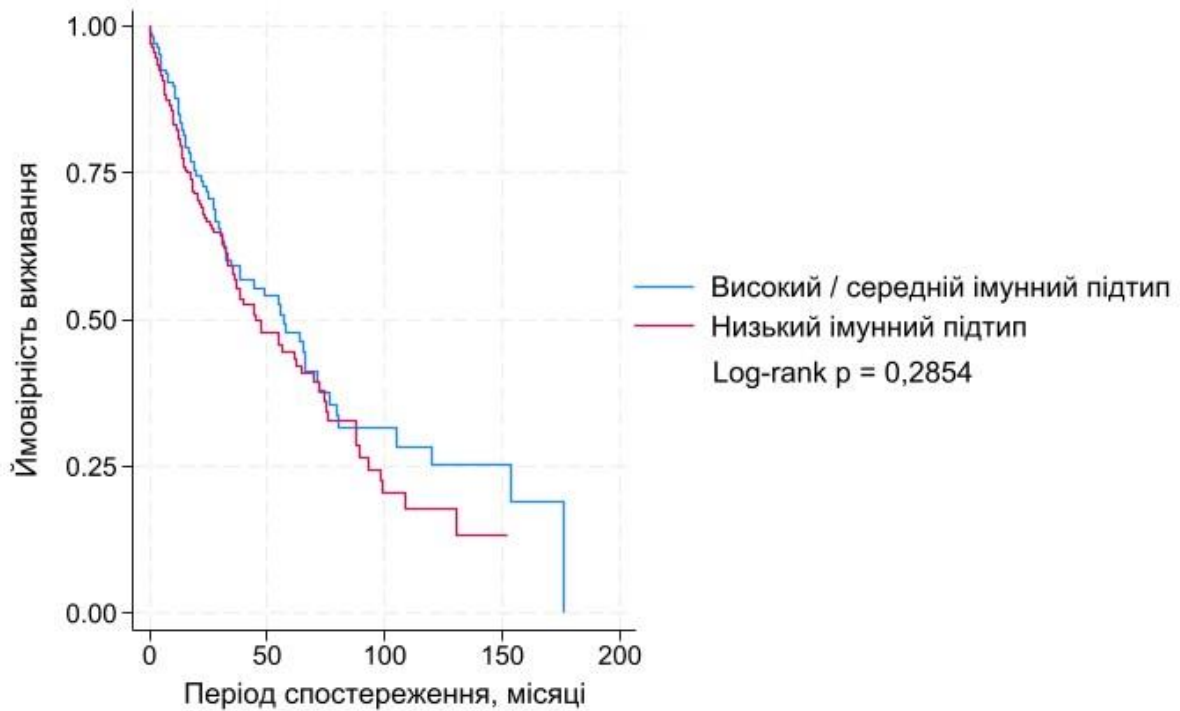 1.00
0.75
0.50
0.25
0.00
Ймовірність виживання
0 50 100 150 200
Період спостереження, місяці
Високий / середній імунний підтип
Низький імунний підтип
Log-rank p = 0,2854